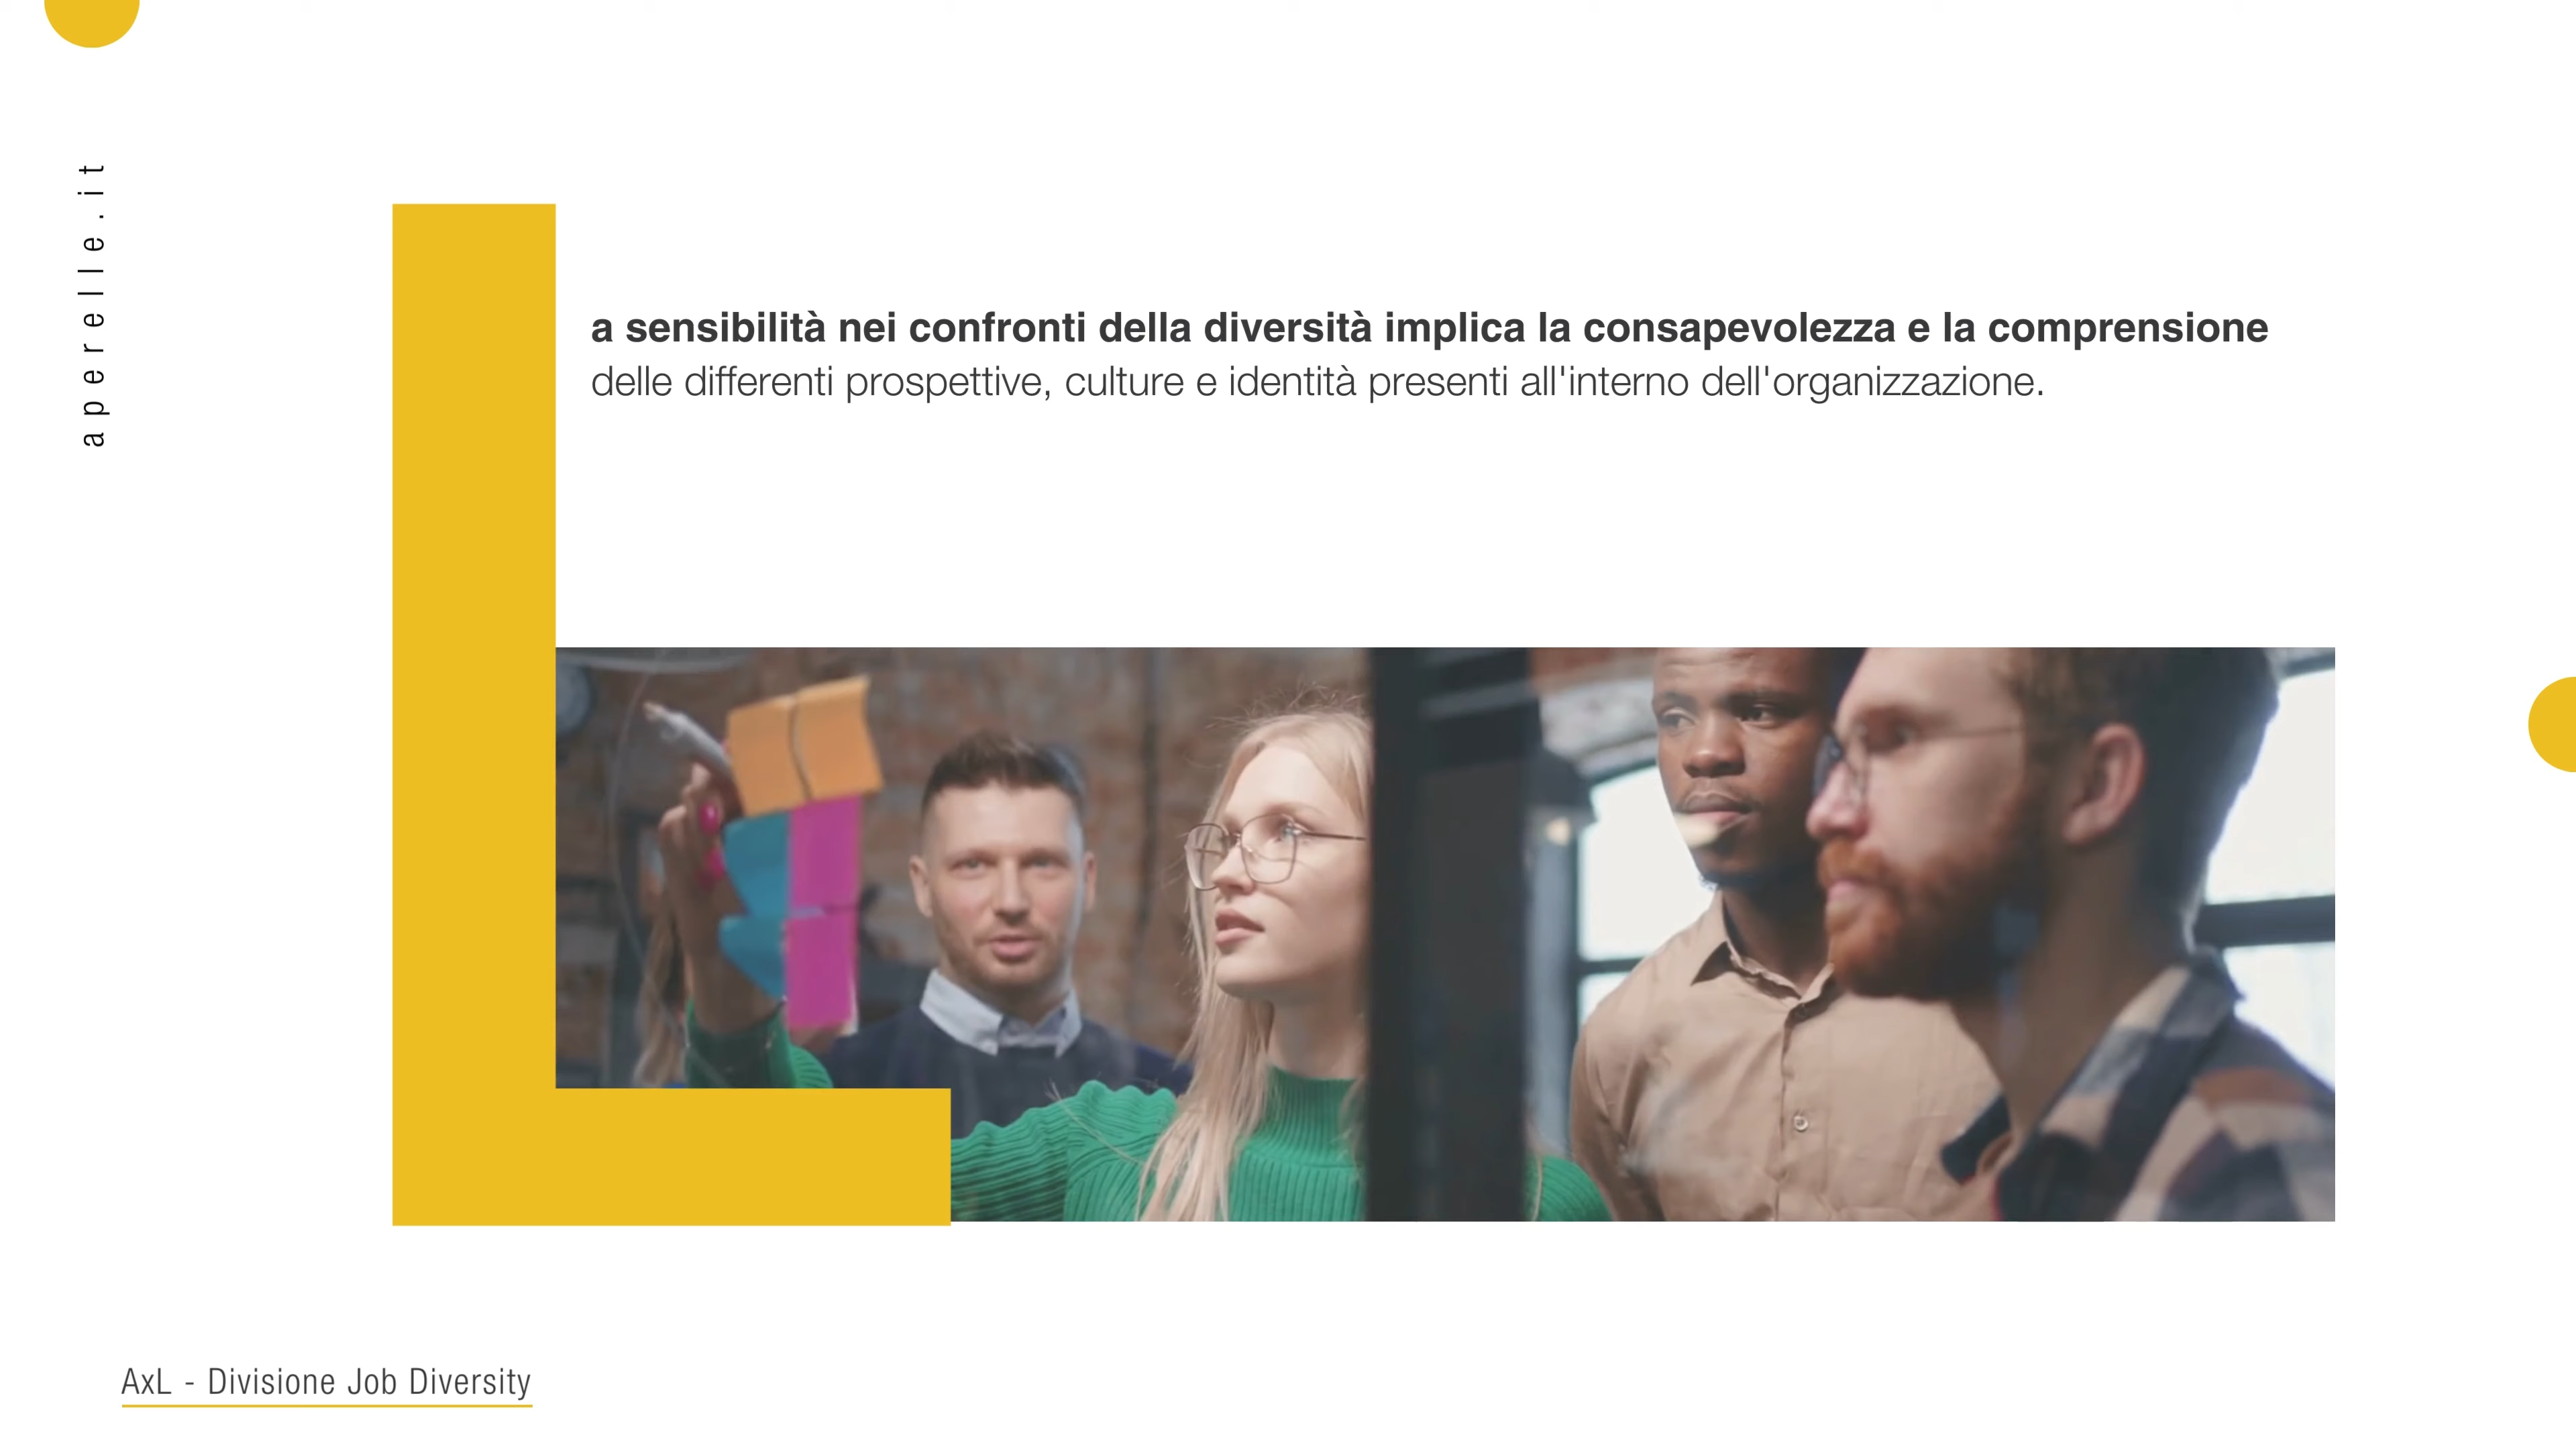 aperelle.it
La sensibilità nei confronti della diversità implica la consapevolezza e la comprensione
delle differenti prospettive, culture e identità presenti all'interno dell'organizzazione.
AxL - Divisione Job Diversity